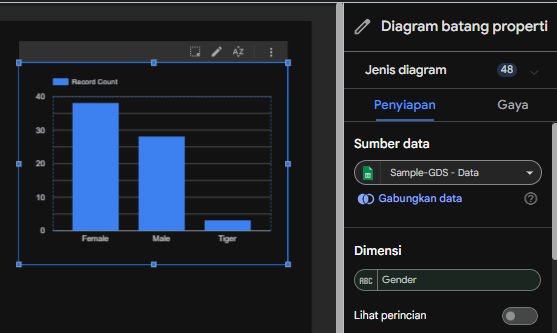 Diagram batang properti
Jenis diagram 48
Penyiapan Gaya
Sumber data
Sample-GDS - Data
Gabungkan data
Dimensi
ABC Gender
Lihat perincian
Record Count
40
30
20
10
0
Female Male Tiger